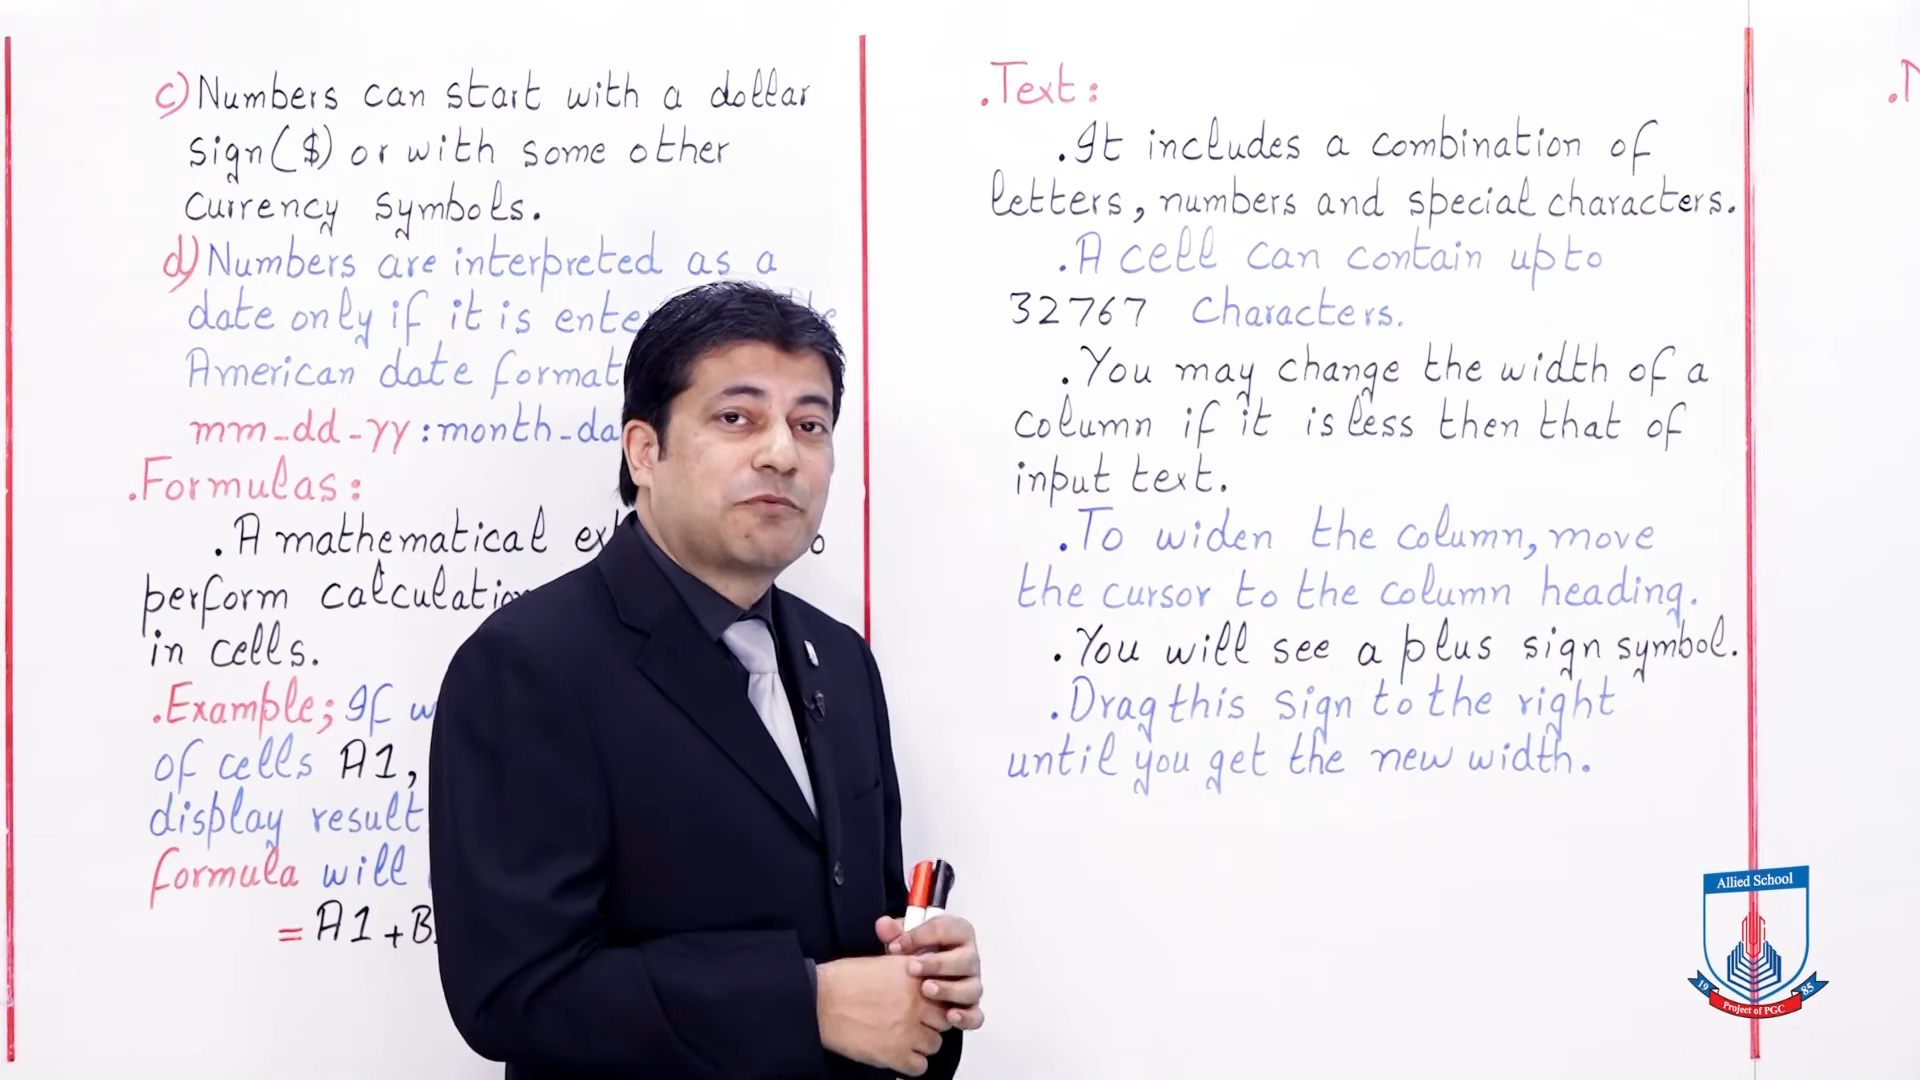 c) Numbers can start with a dollar
sign($) or with some other
currency symbols.
d) Numbers are interpreted as a
date only if it is
American date format
mm-dd-yy:month-
.Formulas:
.A mathematical
perform
in cells.
.Example; If
of cells A1,
display result
formula will
= A1+
.Text:
.It includes a combination of
letters, numbers and special characters.
.A cell can contain upto
32767 Characters.
.You may change the width of a
column if it is less then that of
input text.
.To widen the column, move
the cursor to the column heading.
.You will see a plus sign symbol.
.Drag this sign to the right
until you get the new width.
Allied School
19 85
Project of PGC